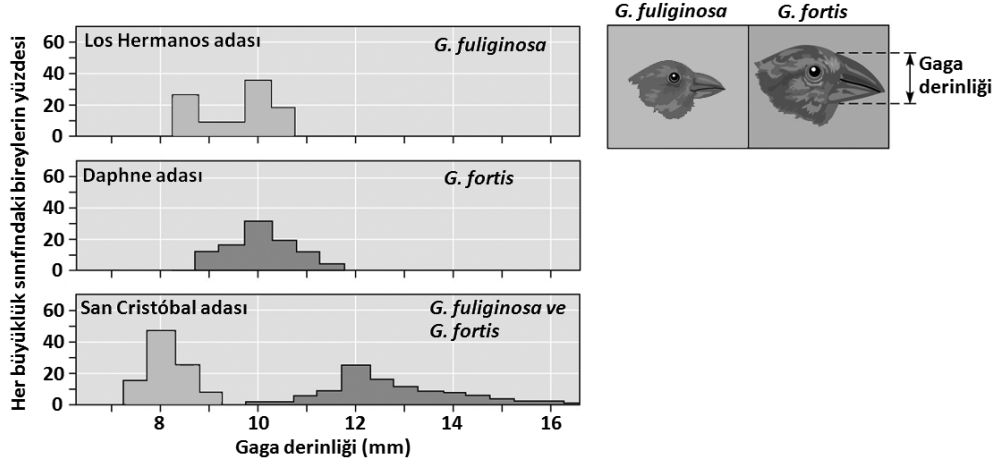 Her büyüklük sınıfındaki bireylerin yüzdesi
Los Hermanos adası
G. fuliginosa
60
40
20
0
Daphne adası
G. fortis
60
40
20
0
San Cristóbal adası
G. fuliginosa ve
G. fortis
60
40
20
0
8 10 12 14 16
Gaga derinliği (mm)
G. fuliginosa G. fortis
Gaga
derinliği